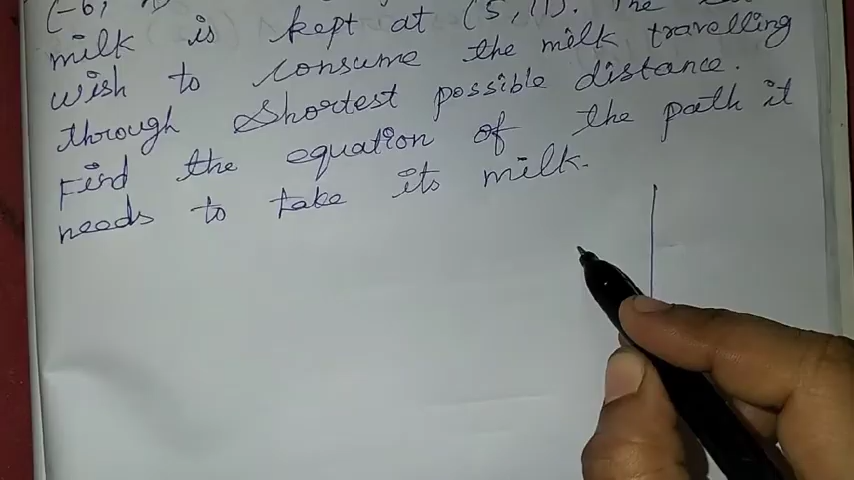 (-6,
milk is kept at (5, 11). The
wish to consume the milk travelling
through shortest possible distance.
Find the equation of the path it
needs to take its milk.